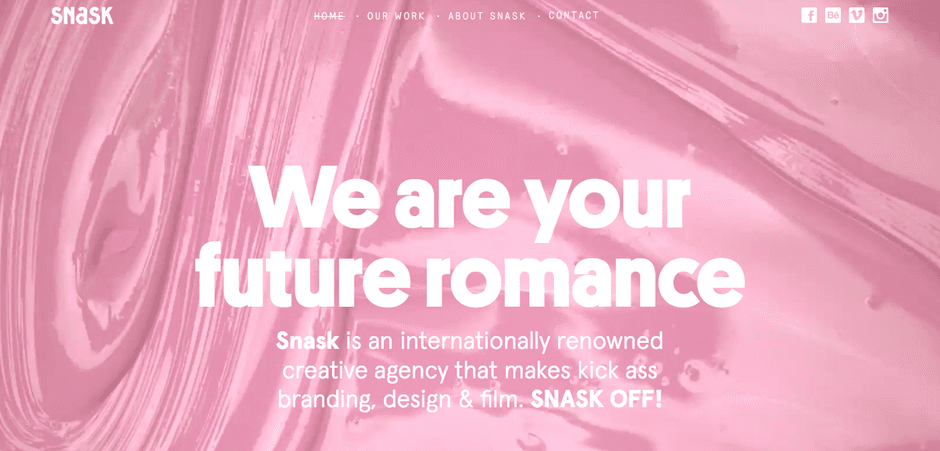 snask
HOME · OUR WORK · ABOUT SNASK · CONTACT
f Bē V
We are your
future romance
Snask is an internationally renowned
creative agency that makes kick ass
branding, design & film. SNASK OFF!